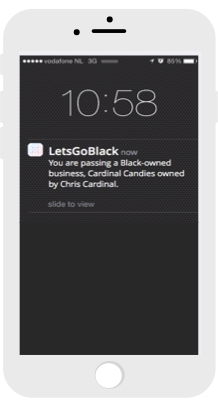 vodafone NL 3G 85%
10:58
LetsGoBlack now
You are passing a Black-owned
business, Cardinal Candies owned
by Chris Cardinal.
slide to view